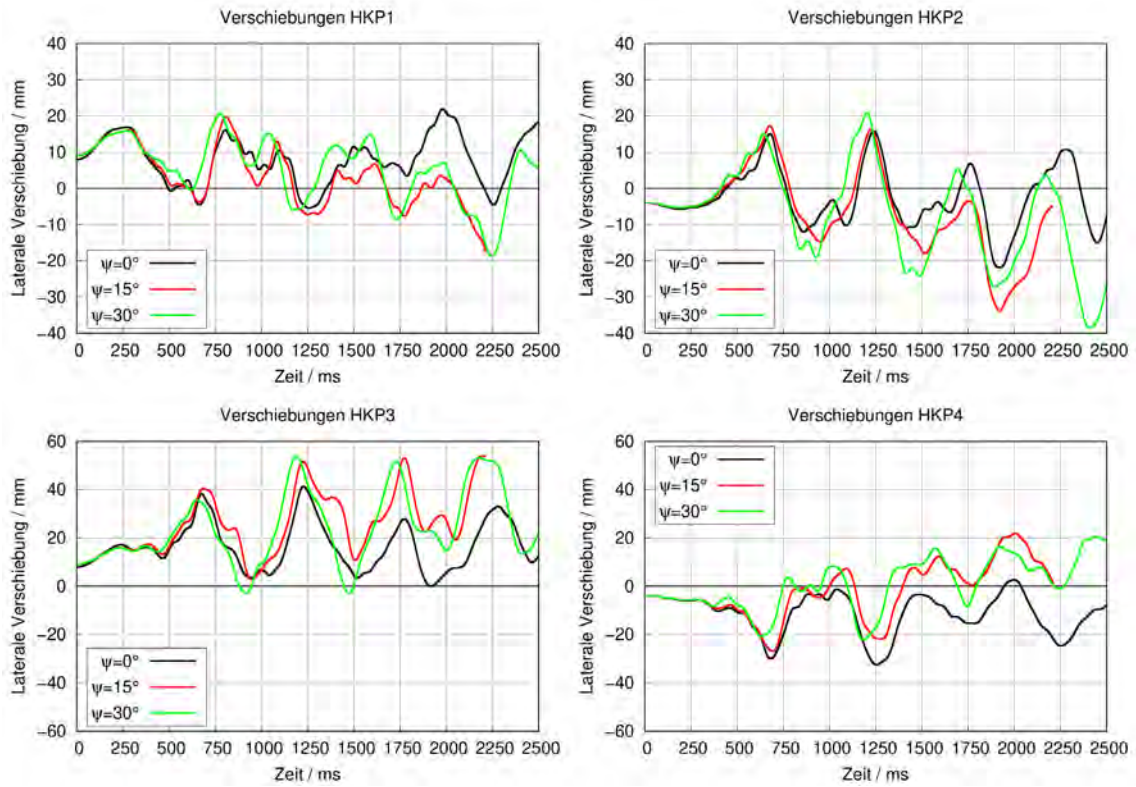 Verschiebungen HKP1
Laterale Verschiebung / mm
40
30
20
10
0
−10
−20
−30
−40
ψ=0°
ψ=15°
ψ=30°
0 250 500 750 1000 1250 1500 1750 2000 2250 2500
Zeit / ms
Verschiebungen HKP2
Laterale Verschiebung / mm
40
30
20
10
0
−10
−20
−30
−40
ψ=0°
ψ=15°
ψ=30°
0 250 500 750 1000 1250 1500 1750 2000 2250 2500
Zeit / ms
Verschiebungen HKP3
Laterale Verschiebung / mm
60
40
20
0
−20
−40
−60
ψ=0°
ψ=15°
ψ=30°
0 250 500 750 1000 1250 1500 1750 2000 2250 2500
Zeit / ms
Verschiebungen HKP4
Laterale Verschiebung / mm
60
40
20
0
−20
−40
−60
ψ=0°
ψ=15°
ψ=30°
0 250 500 750 1000 1250 1500 1750 2000 2250 2500
Zeit / ms